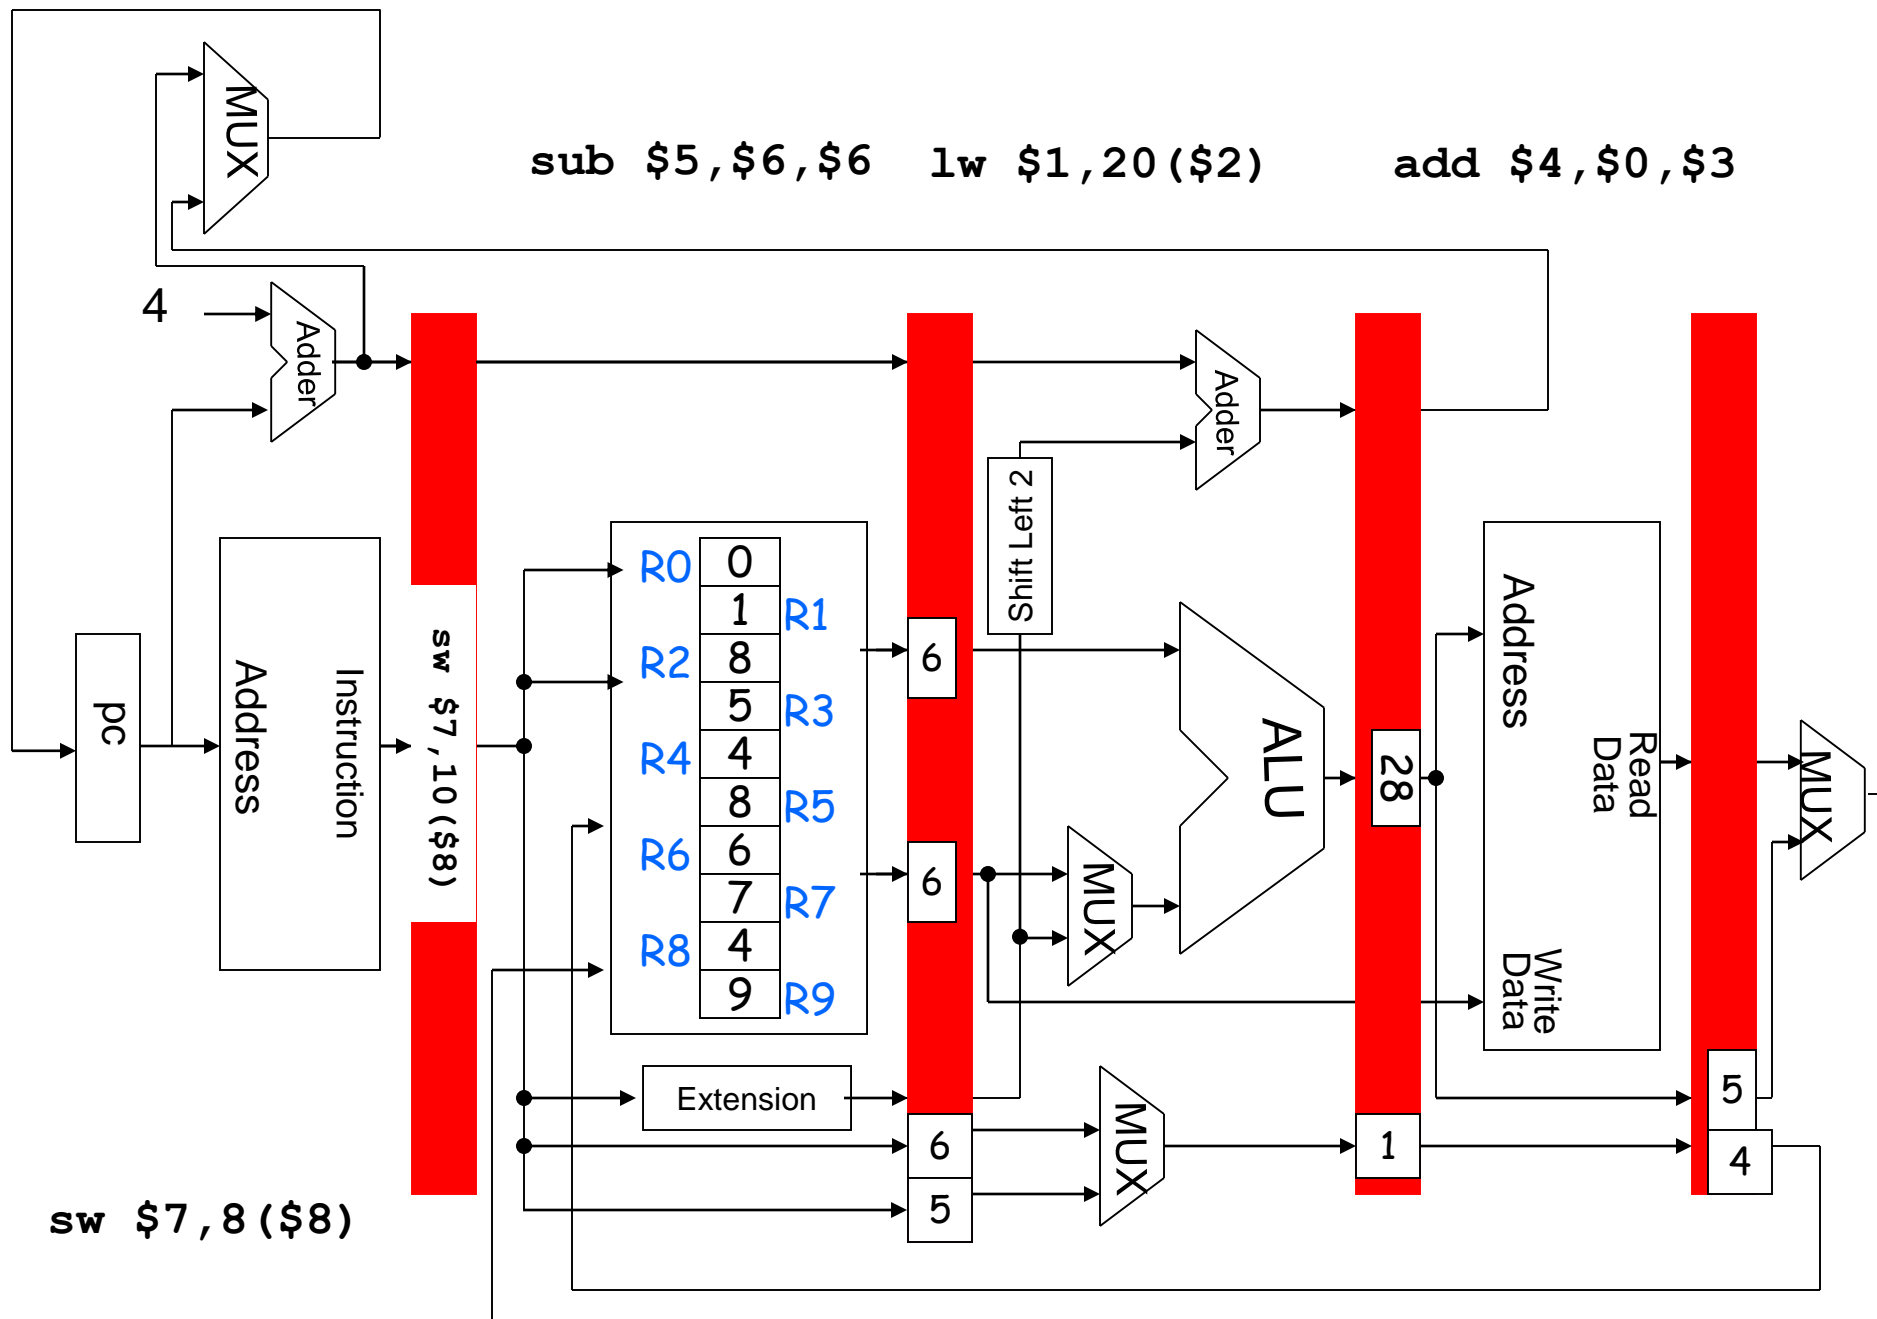 MUX
sub $5,$6,$6 lw $1,20($2) add $4,$0,$3
4
Adder
Adder
pc
Address
Instruction
sw $7,10($8)
R0 0
1 R1
R2 8
5 R3
R4 4
8 R5
R6 6
7 R7
R8 4
9 R9
Extension
6
6
6
5
Shift Left 2
MUX
ALU
MUX
28
1
Address
Read
Data
Write
Data
5
4
MUX
sw $7,8($8)